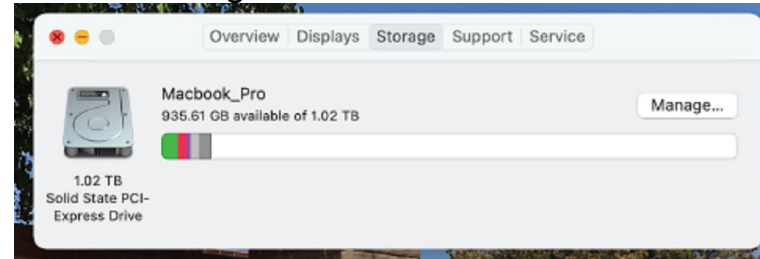 Overview Displays Storage Support Service
Macbook_Pro
935.61 GB available of 1.02 TB
Manage...
1.02 TB
Solid State PCI-
Express Drive